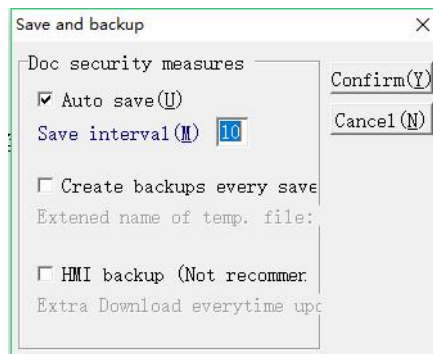 Save and backup
Doc security measures
Auto save(U)
Save interval(M) 10
Create backups every save
Extened name of temp. file:
HMI backup (Not recommen
Extra Download everytime upd
Confirm(Y)
Cancel(N)